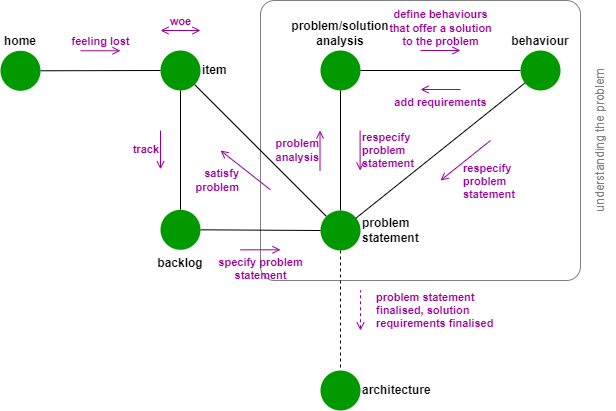 woe
home
feeling lost
item
problem/solution
analysis
define behaviours
that offer a solution
to the problem
behaviour
add requirements
understanding the problem
track
satisfy
problem
problem
analysis
respecify
problem
statement
respecify
problem
statement
backlog
specify problem
statement
problem
statement
problem statement
finalised, solution
requirements finalised
architecture